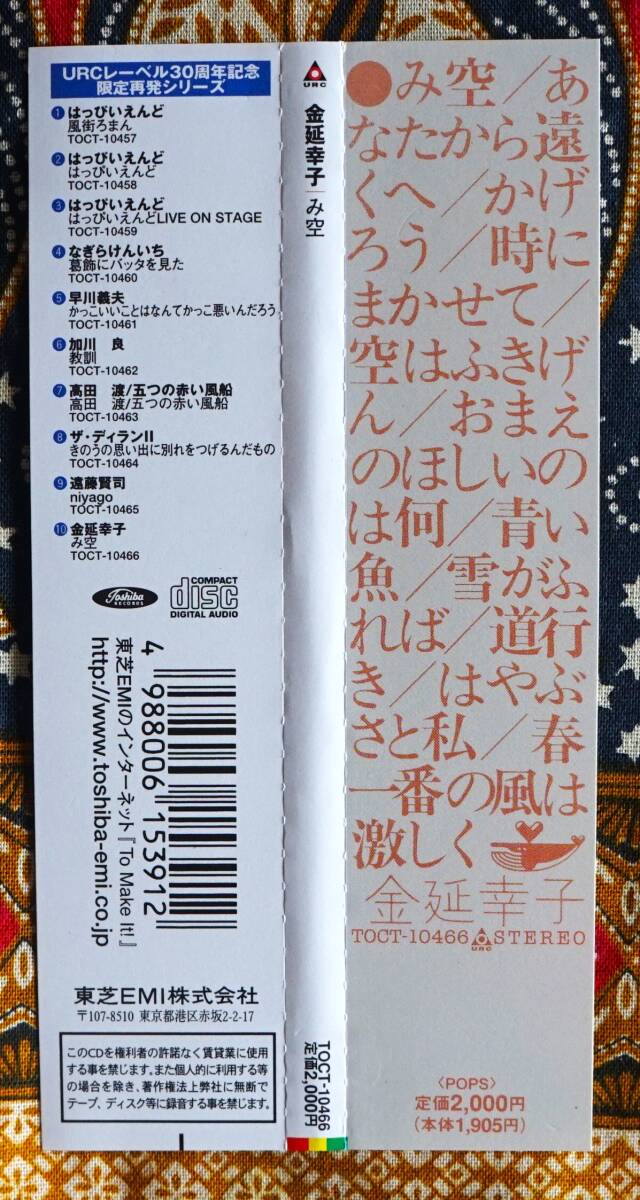 URCレーベル30周年記念
限定再発シリーズ
1 はっぴいえんど
風街ろまん
TOCT-10457
2 はっぴいえんど
はっぴいえんど
TOCT-10458
3 はっぴいえんど
はっぴいえんどLIVE ON STAGE
TOCT-10459
4 なぎらけんいち
葛飾にバッタを見た
TOCT-10460
5 早川義夫
かっこいいことはなんてかっこ悪いんだろう
TOCT-10461
6 加川 良
教訓
TOCT-10462
7 高田 渡/五つの赤い風船
高田 渡/五つの赤い風船
TOCT-10463
8 ザ・ディランII
きのうの思い出に別れをつげるんだもの
TOCT-10464
9 遠藤賢司
niyago
TOCT-10465
10 金延幸子
み空
TOCT-10466
Toshiba
RECORDS
COMPACT
disc
DIGITAL AUDIO
4 988006 153912
東芝EMIのインターネット『To Make It!』
http://www.toshiba-emi.co.jp
東芝EMI株式会社
〒107-8510 東京都港区赤坂2-2-17
このCDを権利者の許諾なく賃貸業に使用
する事を禁じます。また個人的に利用する等
の場合を除き、著作権法上弊社に無断で
テープ、ディスク等に録音する事を禁じます。
URC
金延幸子 み空
TOCT-10466
定価2,000円
●み空/あ
なたから遠
くへ/かげ
ろう/時に
まかせて/
空はふきげ
ん/おまえ
のほしいの
は何/青い
魚/雪がふ
れば/道行
き/はやぶ
さと私/春
一番の風は
激しく
金延幸子
TOCT-10466 URC STEREO
〈POPS〉
定価2,000円
(本体1,905円)